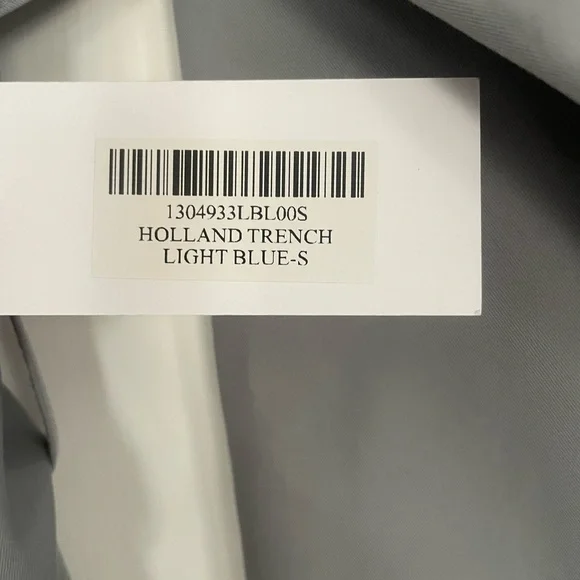 1304933LBL00S
HOLLAND TRENCH
LIGHT BLUE-S